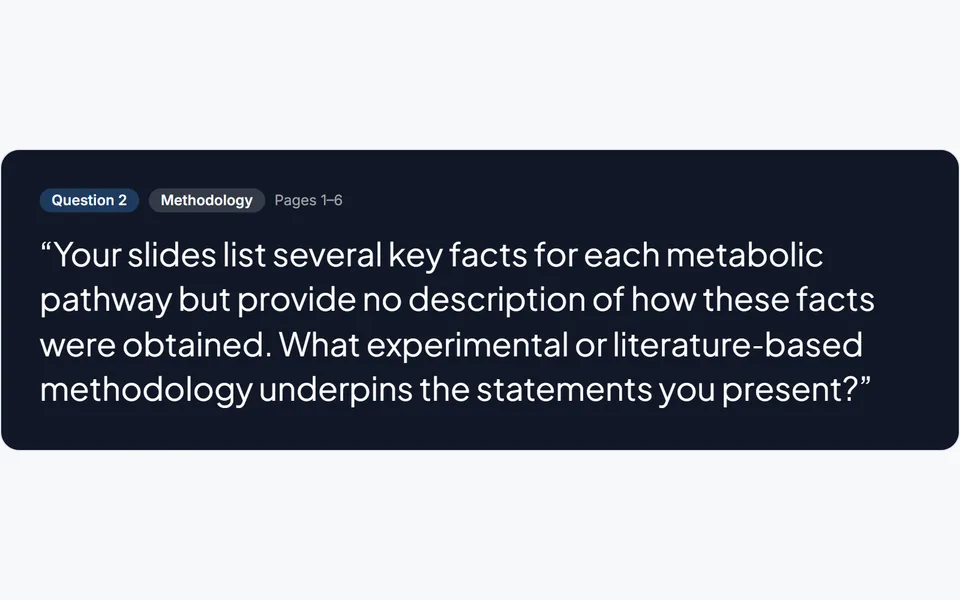 Question 2 Methodology Pages 1–6
“Your slides list several key facts for each metabolic
pathway but provide no description of how these facts
were obtained. What experimental or literature-based
methodology underpins the statements you present?”